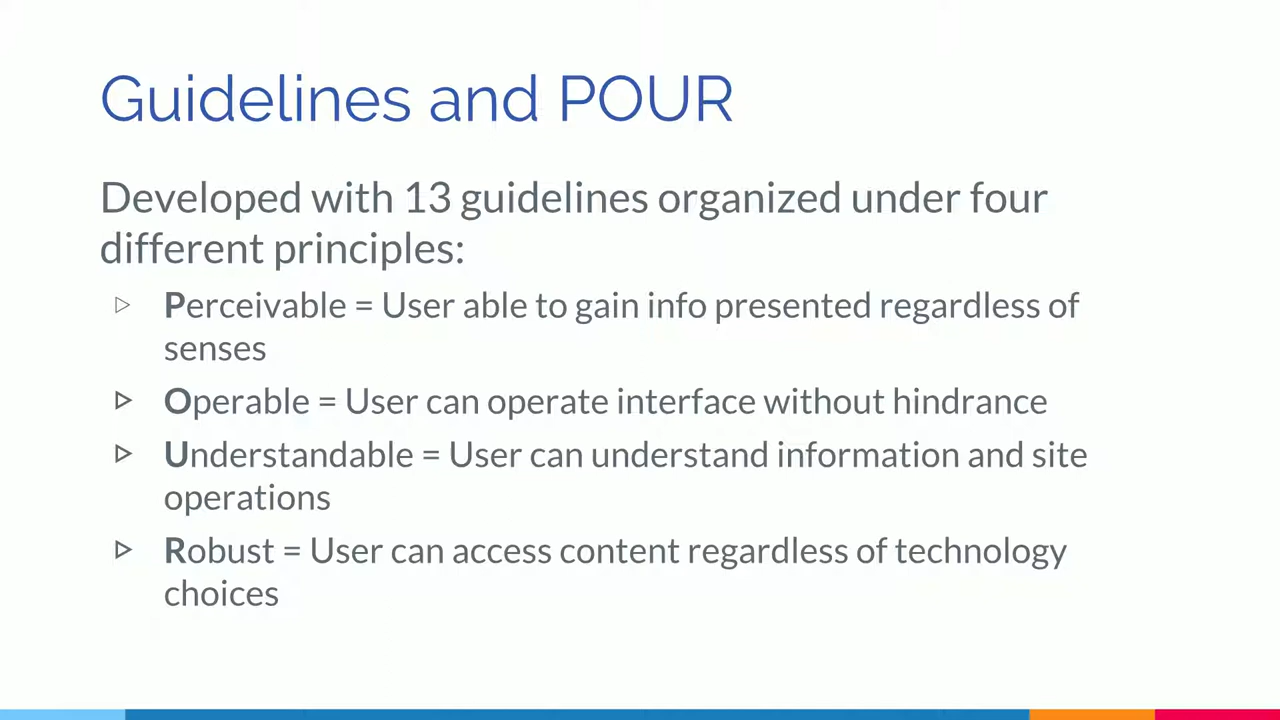 Guidelines and POUR
Developed with 13 guidelines organized under four
different principles:
Perceivable = User able to gain info presented regardless of
senses
Operable = User can operate interface without hindrance
Understandable = User can understand information and site
operations
Robust = User can access content regardless of technology
choices